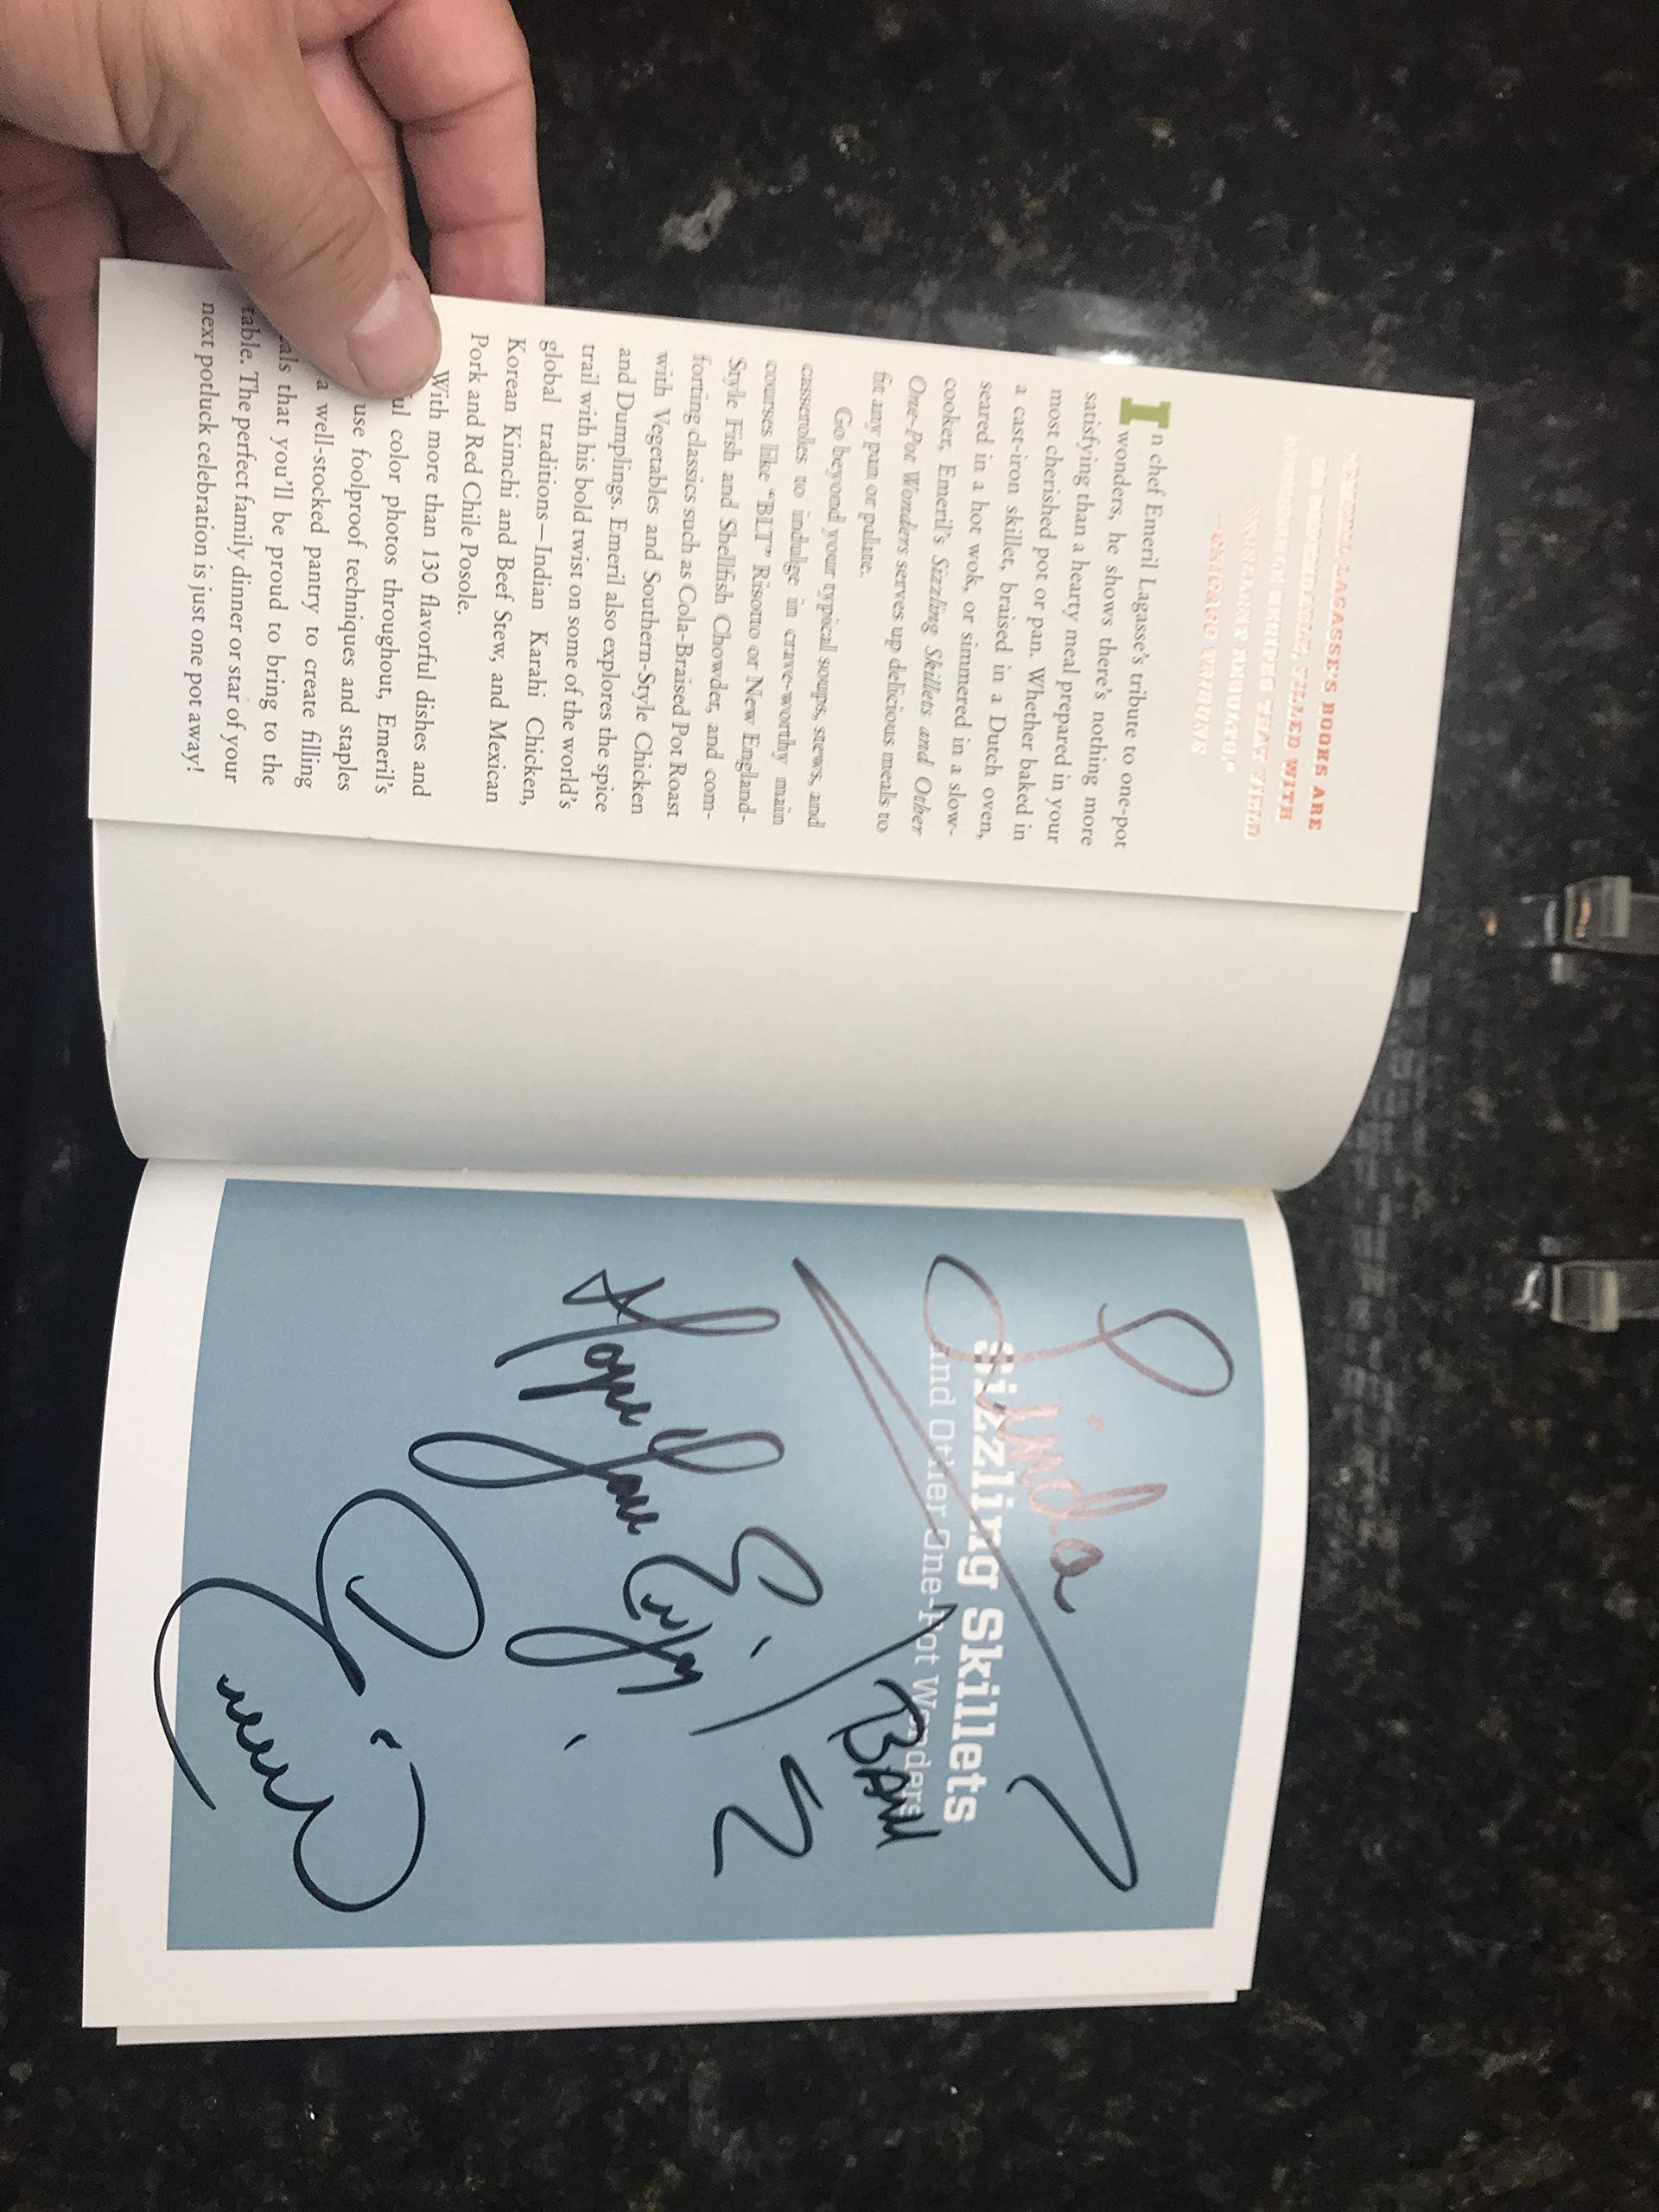 "EMERIL LAGASSE'S BOOKS ARE
SO DEPENDABLE, FILLED WITH
AMERICAN RECIPES THAT YIELD
EXCELLENT RESULTS."
—CHICAGO TRIBUNE
In chef Emeril Lagasse's tribute to one-pot
wonders, he shows there's nothing more
satisfying than a hearty meal prepared in your
most cherished pot or pan. Whether baked in
a cast-iron skillet, braised in a Dutch oven,
seared in a hot wok, or simmered in a slow-
cooker, Emeril's Sizzling Skillets and Other
One-Pot Wonders serves up delicious meals to
fit any pan or palate.
Go beyond your typical soups, stews, and
casseroles to indulge in crave-worthy main
courses like "BLT" Risotto or New England-
Style Fish and Shellfish Chowder, and com-
forting classics such as Cola-Braised Pot Roast
with Vegetables and Southern-Style Chicken
and Dumplings. Emeril also explores the spice
trail with his bold twist on some of the world's
global traditions—Indian Karahi Chicken,
Korean Kimchi and Beef Stew, and Mexican
Pork and Red Chile Posole.
With more than 130 flavorful dishes and
ul color photos throughout, Emeril's
use foolproof techniques and staples
a well-stocked pantry to create filling
als that you'll be proud to bring to the
table. The perfect family dinner or star of your
next potluck celebration is just one pot away!
Linda
Sizzling Skillets
and Other One-Pot Wonders
BAM
Hope You Enjoy
Emeril